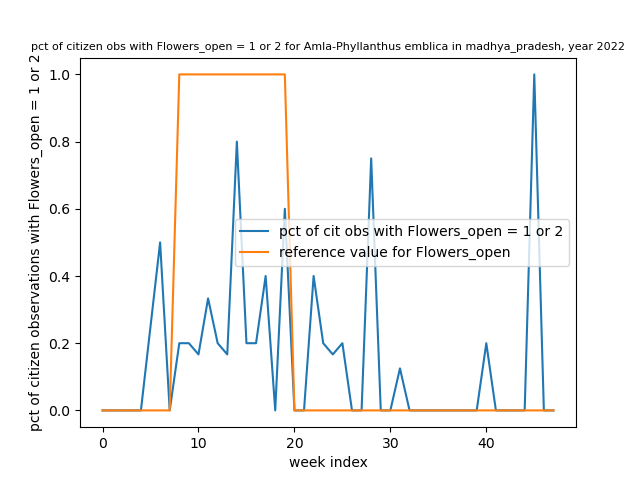 pct of citizen obs with Flowers_open = 1 or 2 for Amla-Phyllanthus emblica in madhya_pradesh, year 2022
pct of citizen observations with Flowers_open = 1 or 2
1.0
0.8
0.6
0.4
0.2
0.0
pct of cit obs with Flowers_open = 1 or 2
reference value for Flowers_open
0 10 20 30 40
week index